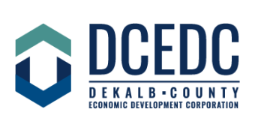 DCEDC
DEKALB•COUNTY
ECONOMIC DEVELOPMENT CORPORATION